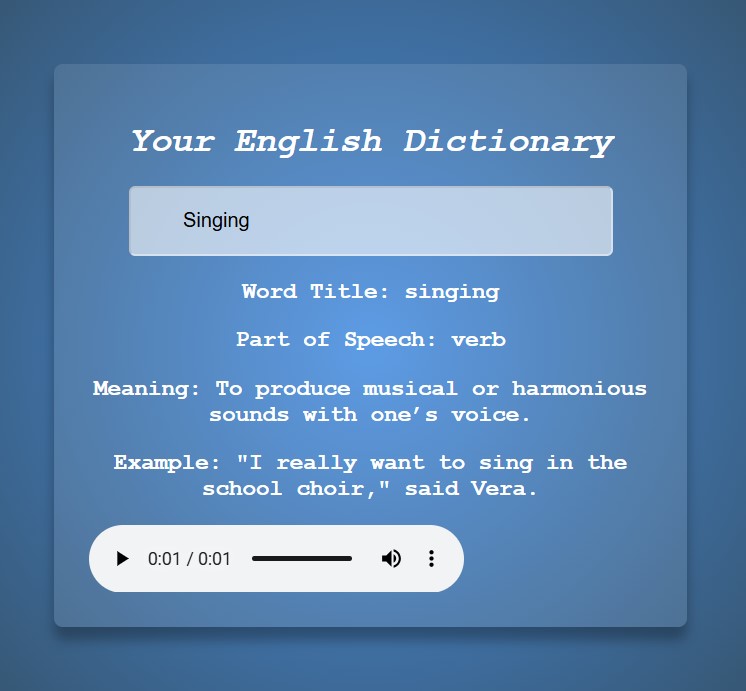 Your English Dictionary
Singing
Word Title: singing
Part of Speech: verb
Meaning: To produce musical or harmonious
sounds with one’s voice.
Example: "I really want to sing in the
school choir," said Vera.
0:01 / 0:01